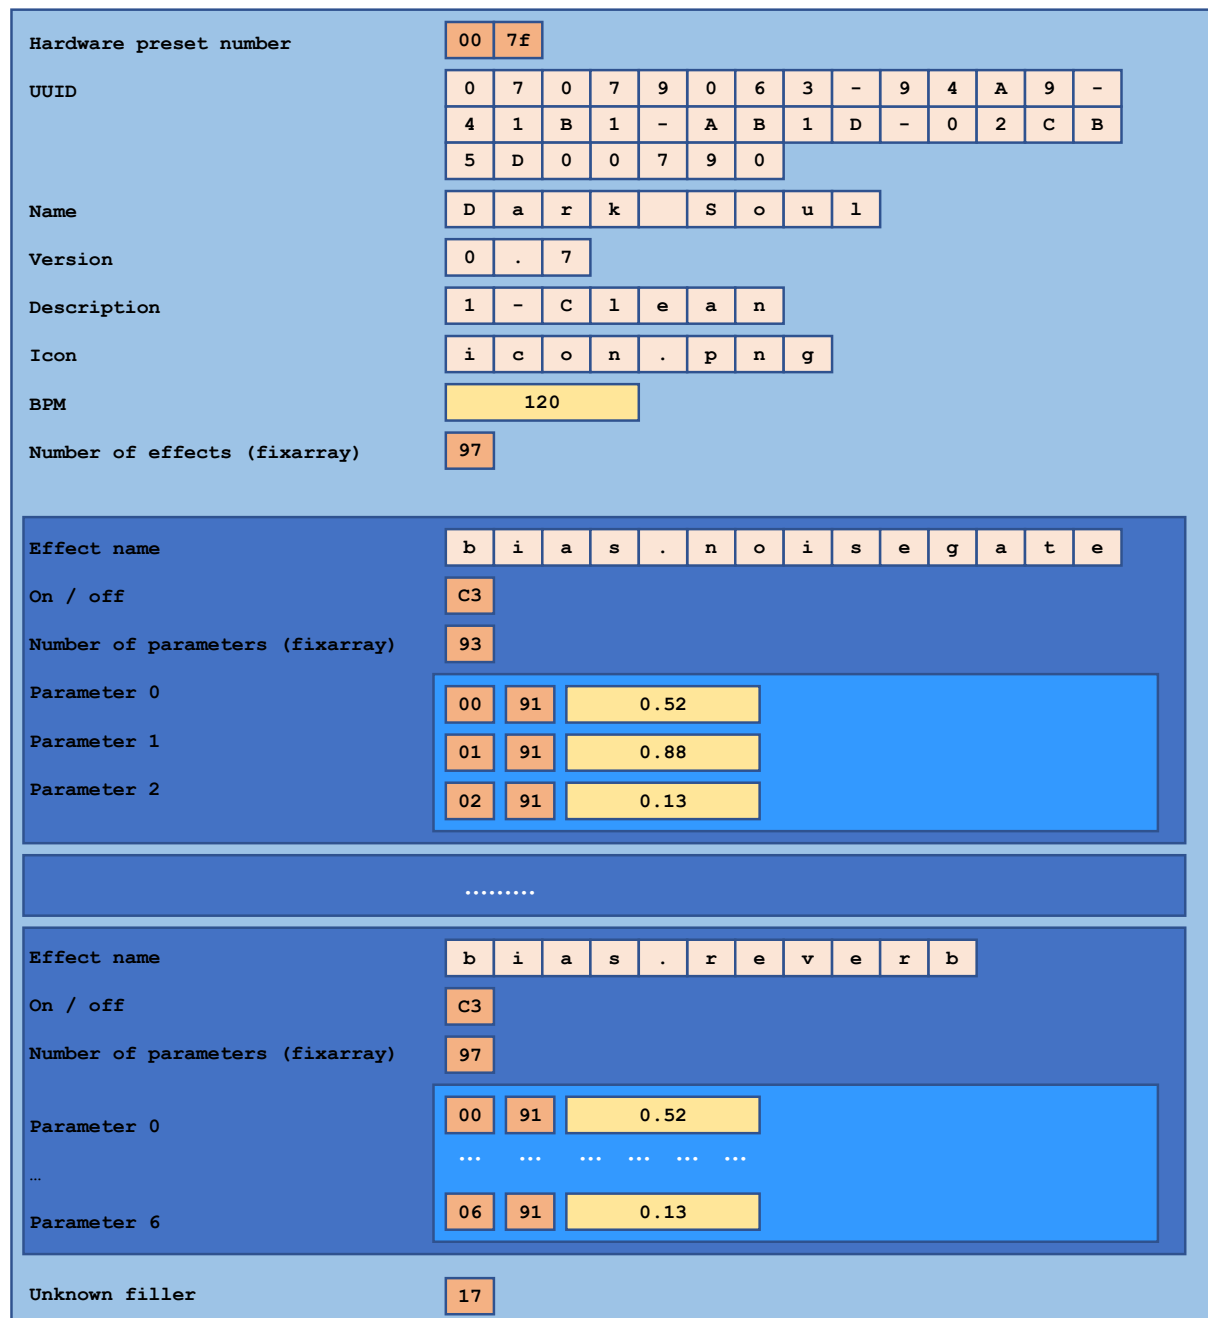 Hardware preset number 00 7f
UUID 0 7 0 7 9 0 6 3 - 9 4 A 9 -
4 1 B 1 - A B 1 D - 0 2 C B
5 D 0 0 7 9 0
Name D a r k S o u l
Version 0 . 7
Description 1 - C l e a n
Icon i c o n . p n g
BPM 120
Number of effects (fixarray) 97
Effect name b i a s . n o i s e g a t e
On / off C3
Number of parameters (fixarray) 93
Parameter 0 00 91 0.52
Parameter 1 01 91 0.88
Parameter 2 02 91 0.13
.........
Effect name b i a s . r e v e r b
On / off C3
Number of parameters (fixarray) 97
Parameter 0 00 91 0.52
… … … … … … …
Parameter 6 06 91 0.13
Unknown filler 17